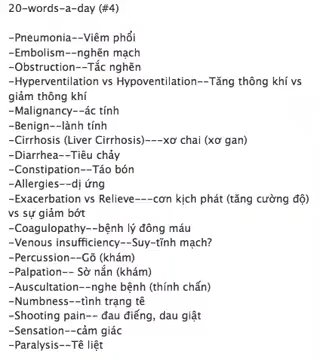 20-words-a-day (#4)
-Pneumonia--Viêm phổi
-Embolism--nghẽn mạch
-Obstruction--Tắc nghẽn
-Hyperventilation vs Hypoventilation--Tăng thông khí vs
giảm thông khí
-Malignancy--ác tính
-Benign--lành tính
-Cirrhosis (Liver Cirrhosis)---xơ chai (xơ gan)
-Diarrhea--Tiêu chảy
-Constipation--Táo bón
-Allergies--dị ứng
-Exacerbation vs Relieve---cơn kịch phát (tăng cường độ)
vs sự giảm bớt
-Coagulopathy--bệnh lý đông máu
-Venous insufficiency--Suy-tĩnh mạch?
-Percussion--Gõ (khám)
-Palpation-- Sờ nắn (khám)
-Auscultation--nghe bệnh (thính chẩn)
-Numbness--tình trạng tê
-Shooting pain-- đau điếng, dau giật
-Sensation--cảm giác
-Paralysis--Tê liệt